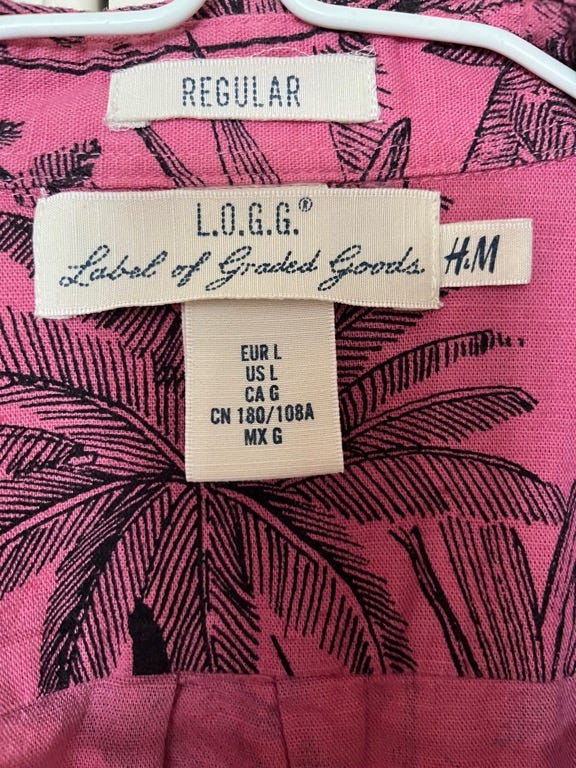 REGULAR
L.O.G.G.®
Label of Graded Goods
H&M
EUR L
US L
CA G
CN 180/108A
MX G